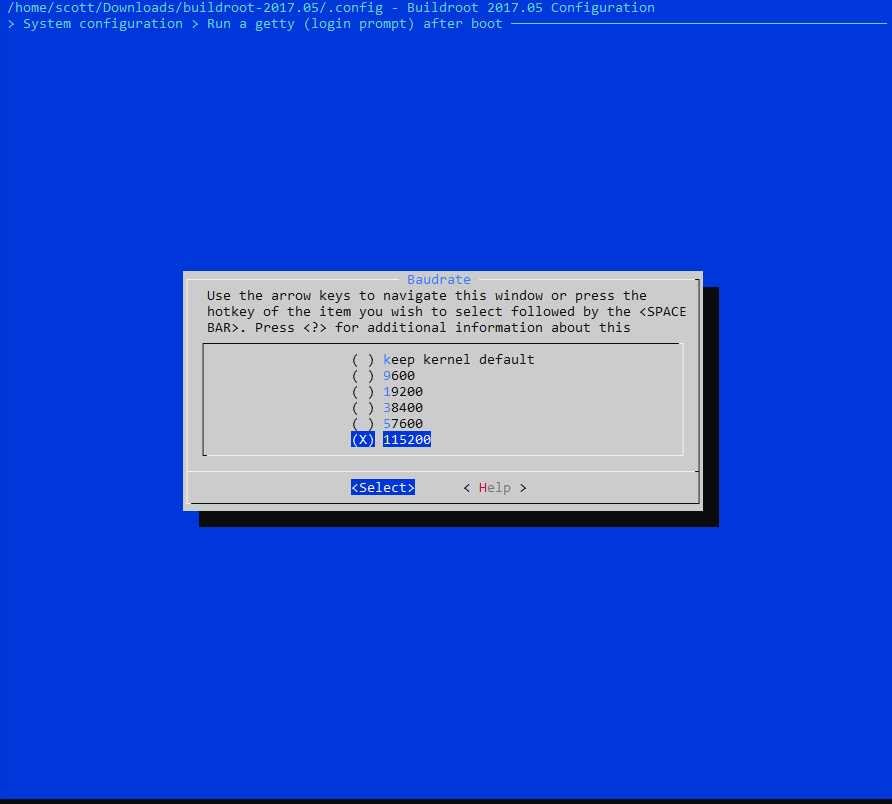 /home/scott/Downloads/buildroot-2017.05/.config - Buildroot 2017.05 Configuration
> System configuration > Run a getty (login prompt) after boot
Baudrate
Use the arrow keys to navigate this window or press the
hotkey of the item you wish to select followed by the <SPACE
BAR>. Press <?> for additional information about this
( ) keep kernel default
( ) 9600
( ) 19200
( ) 38400
( ) 57600
(X) 115200
<Select> < Help >